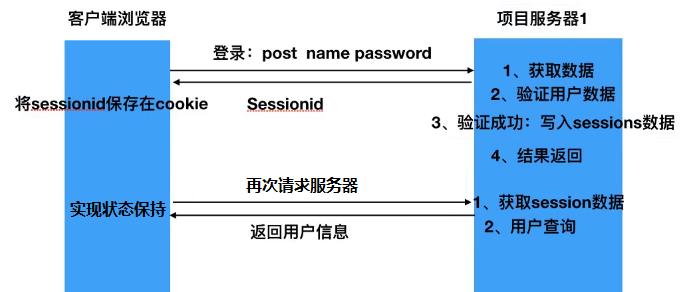 客户端浏览器
项目服务器1
登录：post name password
1、获取数据
2、验证用户数据
将sessionid保存在cookie
Sessionid
3、验证成功：写入sessions数据
4、结果返回
再次请求服务器
实现状态保持
1、获取session数据
返回用户信息
2、用户查询